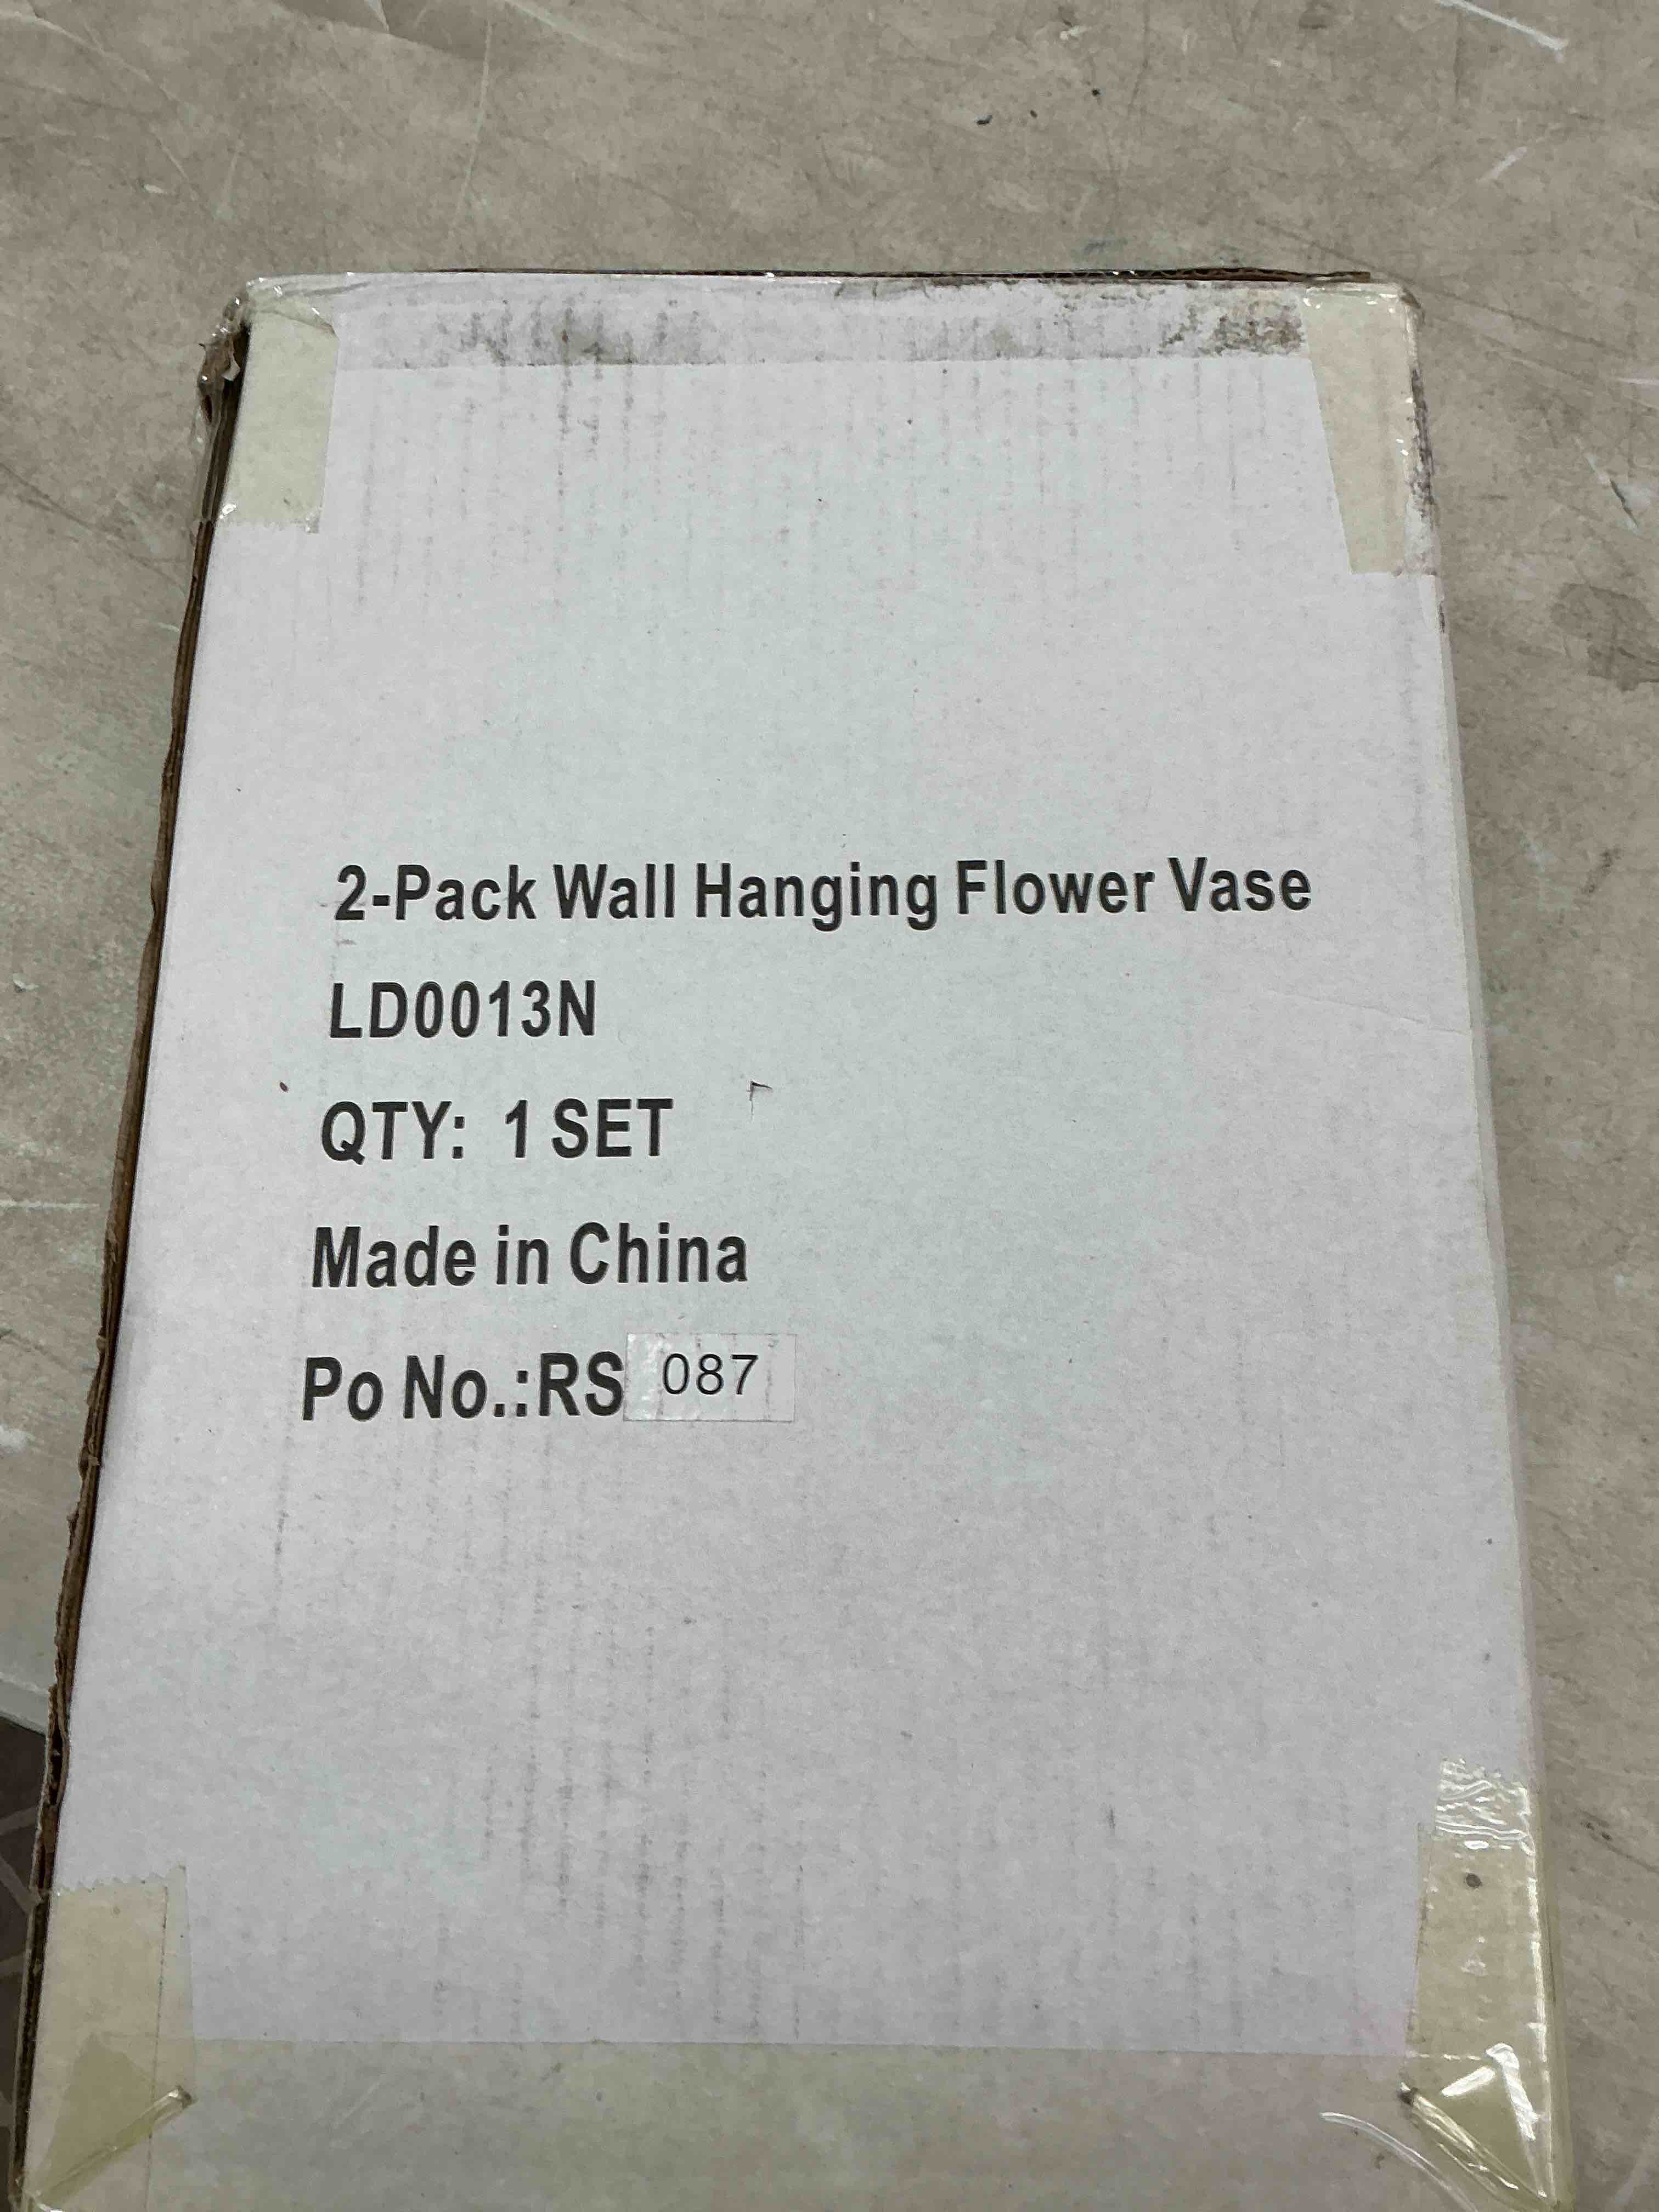 2-Pack Wall Hanging Flower Vase
LD0013N
QTY: 1 SET
Made in China
Po No.:RS 087